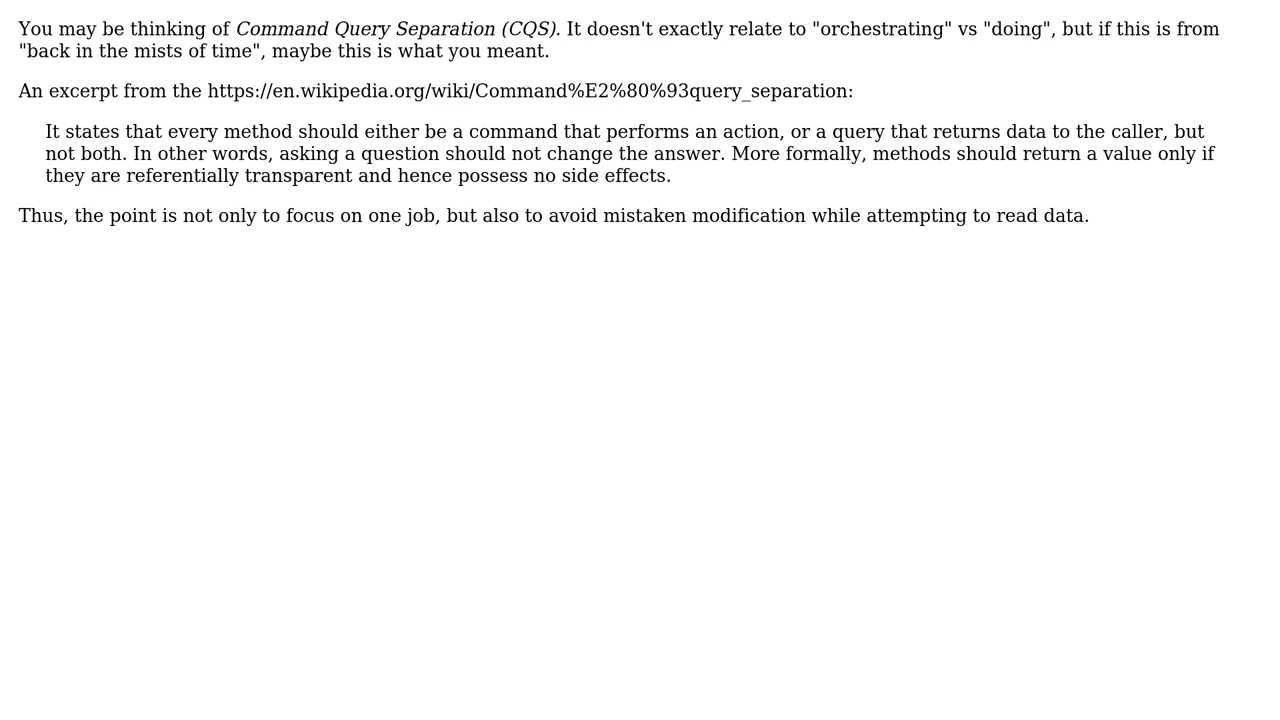 You may be thinking of Command Query Separation (CQS). It doesn't exactly relate to "orchestrating" vs "doing", but if this is from
"back in the mists of time", maybe this is what you meant.
An excerpt from the https://en.wikipedia.org/wiki/Command%E2%80%93query_separation:
It states that every method should either be a command that performs an action, or a query that returns data to the caller, but
not both. In other words, asking a question should not change the answer. More formally, methods should return a value only if
they are referentially transparent and hence possess no side effects.
Thus, the point is not only to focus on one job, but also to avoid mistaken modification while attempting to read data.